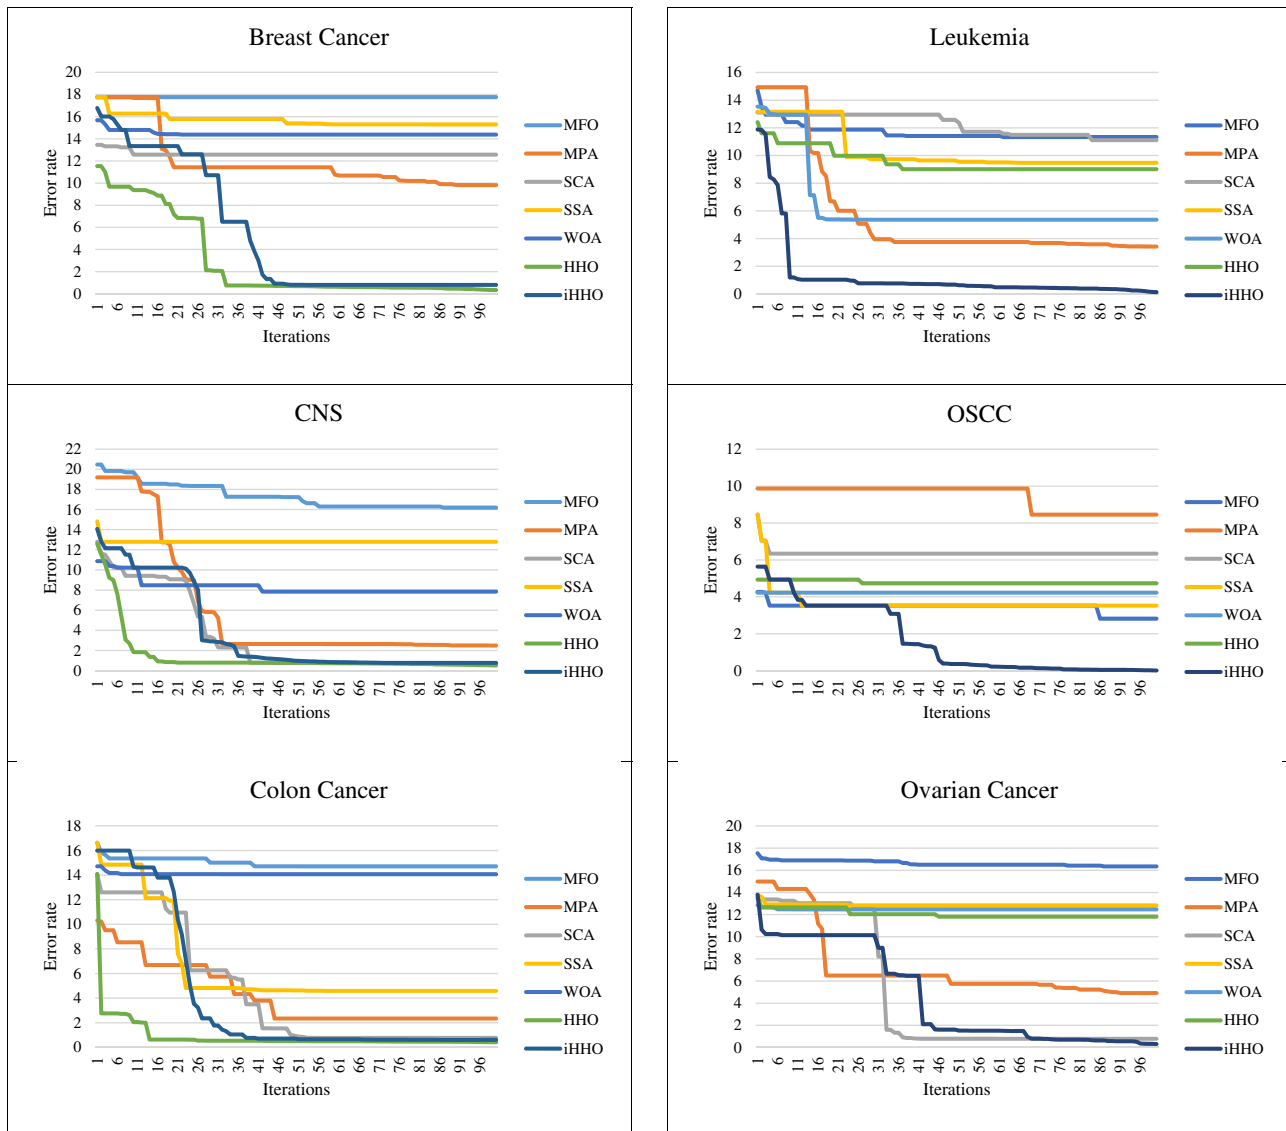 Breast Cancer
20
18
16
14
12
10
8
6
4
2
0
Error rate
1 6 11 16 21 26 31 36 41 46 51 56 61 66 71 76 81 86 91 96
Iterations
MFO
MPA
SCA
SSA
WOA
HHO
iHHO
Leukemia
16
14
12
10
8
6
4
2
0
Error rate
1 6 11 16 21 26 31 36 41 46 51 56 61 66 71 76 81 86 91 96
Iterations
MFO
MPA
SCA
SSA
WOA
HHO
iHHO
CNS
22
20
18
16
14
12
10
8
6
4
2
0
Error rate
1 6 11 16 21 26 31 36 41 46 51 56 61 66 71 76 81 86 91 96
Iterations
MFO
MPA
SCA
SSA
WOA
HHO
iHHO
OSCC
12
10
8
6
4
2
0
Error rate
1 6 11 16 21 26 31 36 41 46 51 56 61 66 71 76 81 86 91 96
Iterations
MFO
MPA
SCA
SSA
WOA
HHO
iHHO
Colon Cancer
18
16
14
12
10
8
6
4
2
0
Error rate
1 6 11 16 21 26 31 36 41 46 51 56 61 66 71 76 81 86 91 96
Iterations
MFO
MPA
SCA
SSA
WOA
HHO
iHHO
Ovarian Cancer
20
18
16
14
12
10
8
6
4
2
0
Error rate
1 6 11 16 21 26 31 36 41 46 51 56 61 66 71 76 81 86 91 96
Iterations
MFO
MPA
SCA
SSA
WOA
HHO
iHHO